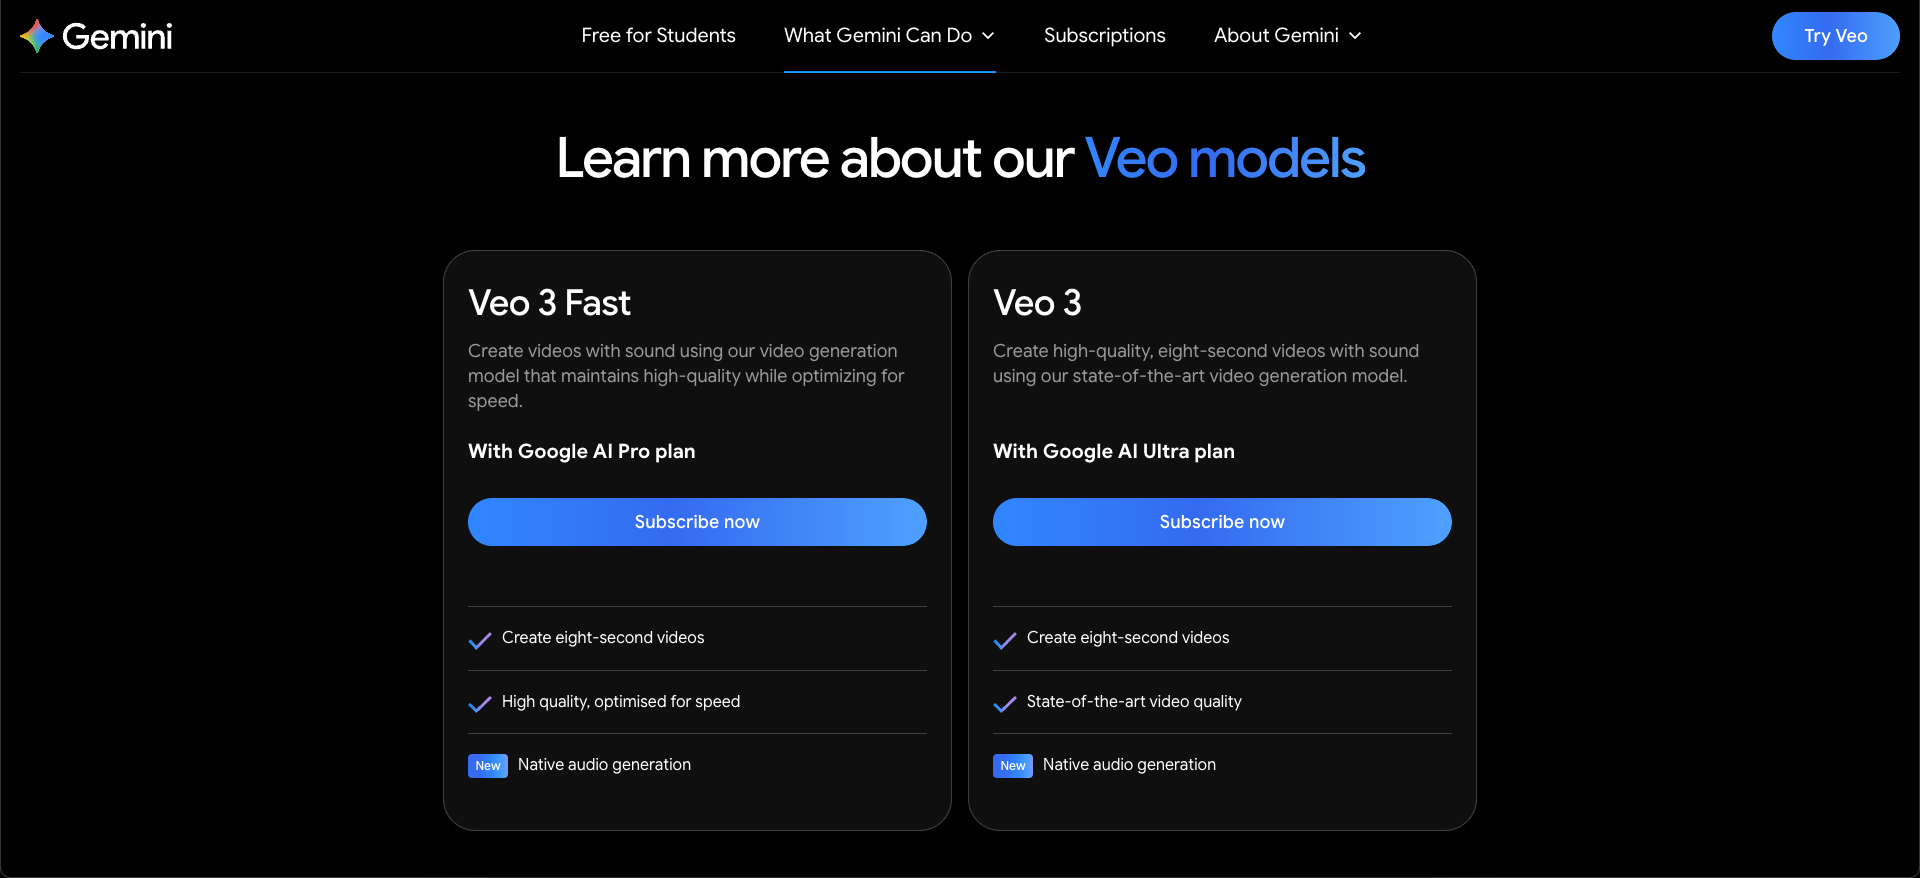 Gemini
Free for Students
What Gemini Can Do
Subscriptions
About Gemini
Try Veo
Learn more about our Veo models
Veo 3 Fast
Create videos with sound using our video generation
model that maintains high-quality while optimizing for
speed.
With Google AI Pro plan
Subscribe now
Create eight-second videos
High quality, optimised for speed
New Native audio generation
Veo 3
Create high-quality, eight-second videos with sound
using our state-of-the-art video generation model.
With Google AI Ultra plan
Subscribe now
Create eight-second videos
State-of-the-art video quality
New Native audio generation